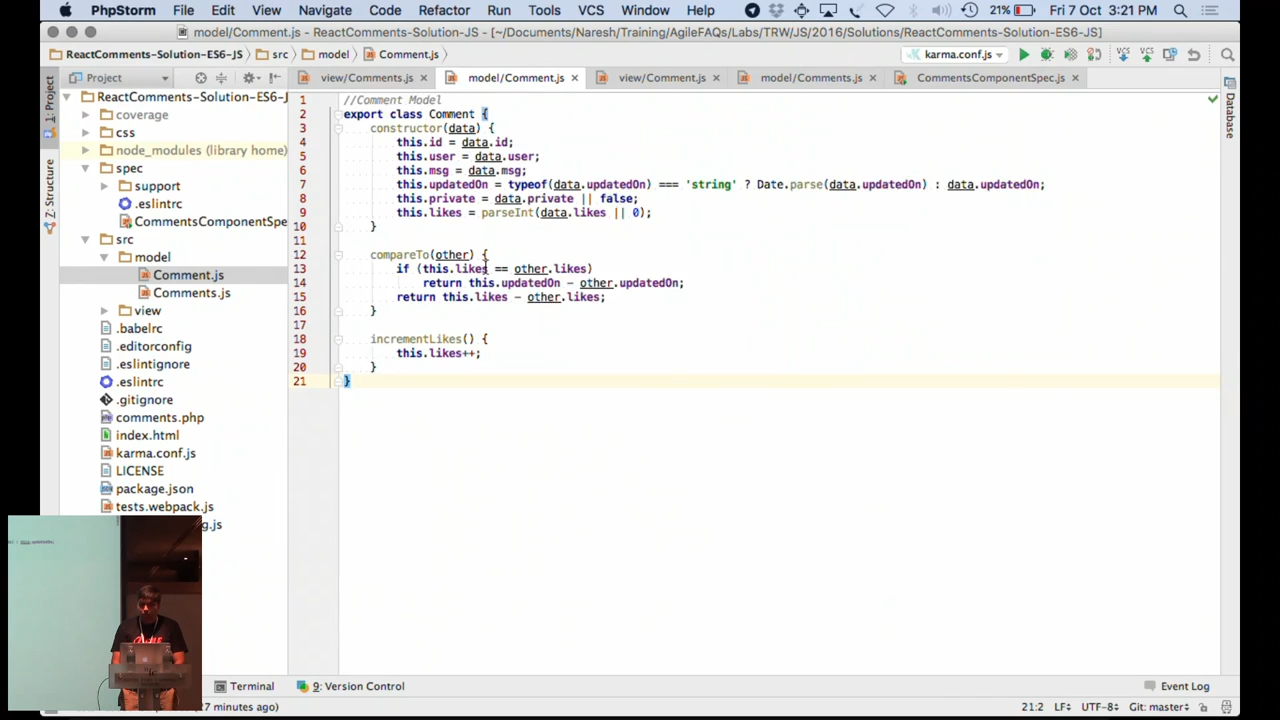 PhpStorm File Edit View Navigate Code Refactor Run Tools VCS Window Help 21% Fri 7 Oct 3:21 PM
model/Comment.js - ReactComments-Solution-JS - [~/Documents/Naresh/Training/AgileFAQs/Labs/TRW/JS/2016/Solutions/ReactComments-Solution-ES6-JS]
ReactComments-Solution-ES6-JS src model Comment.js karma.conf.js VCS VCS
Project view/Comments.js model/Comment.js view/Comment.js model/Comments.js CommentsComponentSpec.js
1: Project
Z: Structure
Database
ReactComments-Solution-ES6-J
coverage
css
node_modules (library home)
spec
support
.eslintrc
CommentsComponentSpe
src
model
Comment.js
Comments.js
view
.babelrc
.editorconfig
.eslintignore
.eslintrc
.gitignore
comments.php
index.html
karma.conf.js
LICENSE
package.json
tests.webpack.js
g.js
1 //Comment Model
2 export class Comment {
3 constructor(data) {
4 this.id = data.id;
5 this.user = data.user;
6 this.msg = data.msg;
7 this.updatedOn = typeof(data.updatedOn) === 'string' ? Date.parse(data.updatedOn) : data.updatedOn;
8 this.private = data.private || false;
9 this.likes = parseInt(data.likes || 0);
10 }
11
12 compareTo(other) {
13 if (this.likes == other.likes)
14 return this.updatedOn - other.updatedOn;
15 return this.likes - other.likes;
16 }
17
18 incrementLikes() {
19 this.likes++;
20 }
21 }
Terminal 9: Version Control Event Log
7 minutes ago) 21:2 LF UTF-8 Git: master